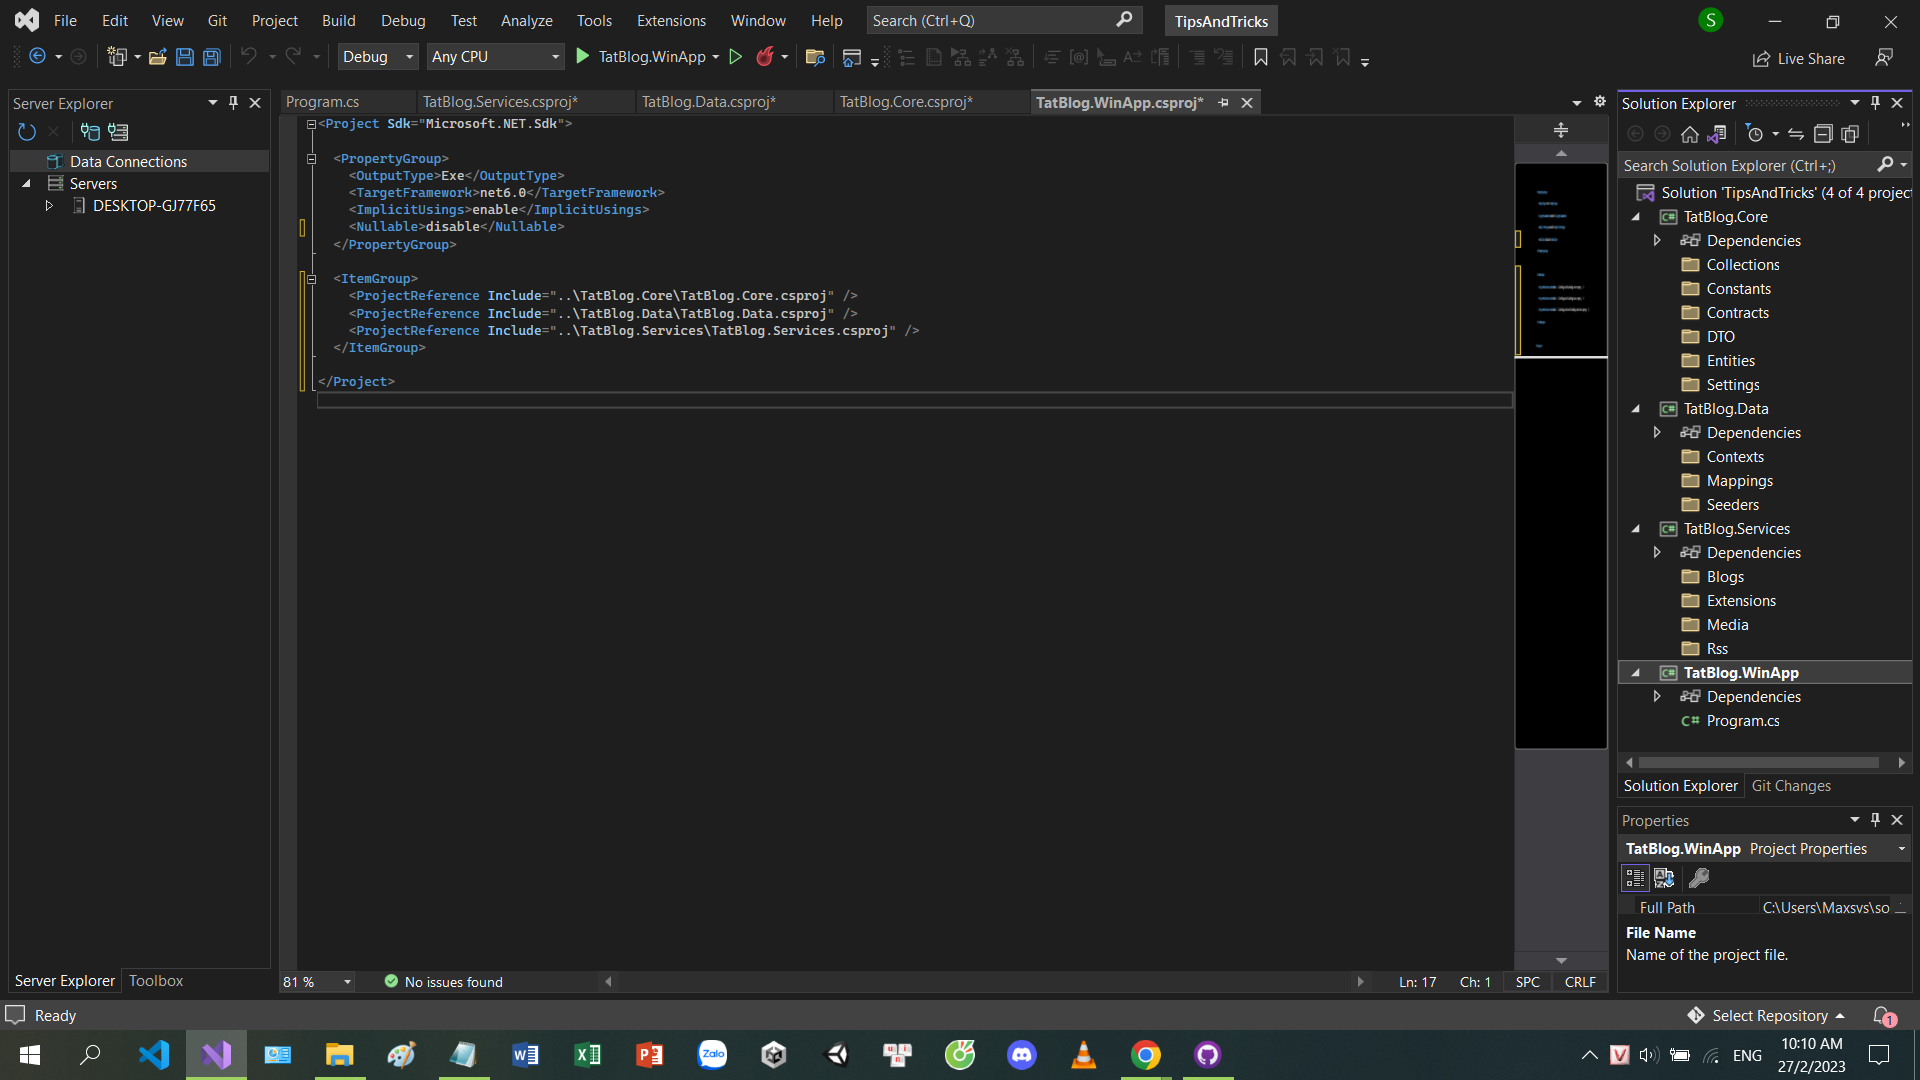 File Edit View Git Project Build Debug Test Analyze Tools Extensions Window Help Search (Ctrl+Q) TipsAndTricks S
Debug Any CPU TatBlog.WinApp Live Share
Server Explorer
Data Connections
Servers
DESKTOP-GJ77F65
Server Explorer Toolbox
Program.cs TatBlog.Services.csproj* TatBlog.Data.csproj* TatBlog.Core.csproj* TatBlog.WinApp.csproj*
<Project Sdk="Microsoft.NET.Sdk">
<PropertyGroup>
<OutputType>Exe</OutputType>
<TargetFramework>net6.0</TargetFramework>
<ImplicitUsings>enable</ImplicitUsings>
<Nullable>disable</Nullable>
</PropertyGroup>
<ItemGroup>
<ProjectReference Include="..\TatBlog.Core\TatBlog.Core.csproj" />
<ProjectReference Include="..\TatBlog.Data\TatBlog.Data.csproj" />
<ProjectReference Include="..\TatBlog.Services\TatBlog.Services.csproj" />
</ItemGroup>
</Project>
81 % No issues found Ln: 17 Ch: 1 SPC CRLF
Solution Explorer
Search Solution Explorer (Ctrl+;)
Solution 'TipsAndTricks' (4 of 4 project
TatBlog.Core
Dependencies
Collections
Constants
Contracts
DTO
Entities
Settings
TatBlog.Data
Dependencies
Contexts
Mappings
Seeders
TatBlog.Services
Dependencies
Blogs
Extensions
Media
Rss
TatBlog.WinApp
Dependencies
C# Program.cs
Solution Explorer Git Changes
Properties
TatBlog.WinApp Project Properties
Full Path C:\Users\Maxsvs\so
File Name
Name of the project file.
Ready Select Repository 1
Zalo ENG 10:10 AM
27/2/2023